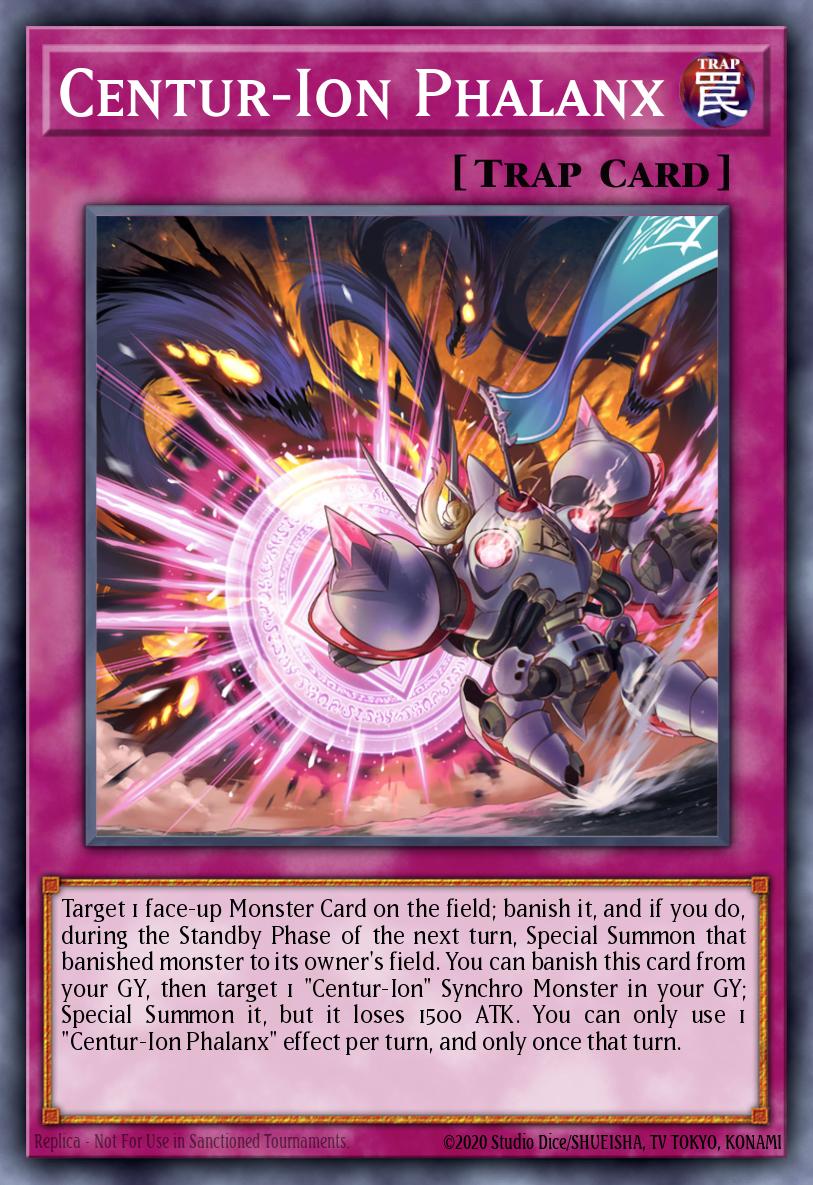 Centur-Ion Phalanx
TRAP
罠
[Trap Card]
Target 1 face-up Monster Card on the field; banish it, and if you do,
during the Standby Phase of the next turn, Special Summon that
banished monster to its owner's field. You can banish this card from
your GY, then target 1 "Centur-Ion" Synchro Monster in your GY;
Special Summon it, but it loses 1500 ATK. You can only use 1
"Centur-Ion Phalanx" effect per turn, and only once that turn.
Replica - Not For Use in Sanctioned Tournaments.
©2020 Studio Dice/SHUEISHA, TV TOKYO, KONAMI